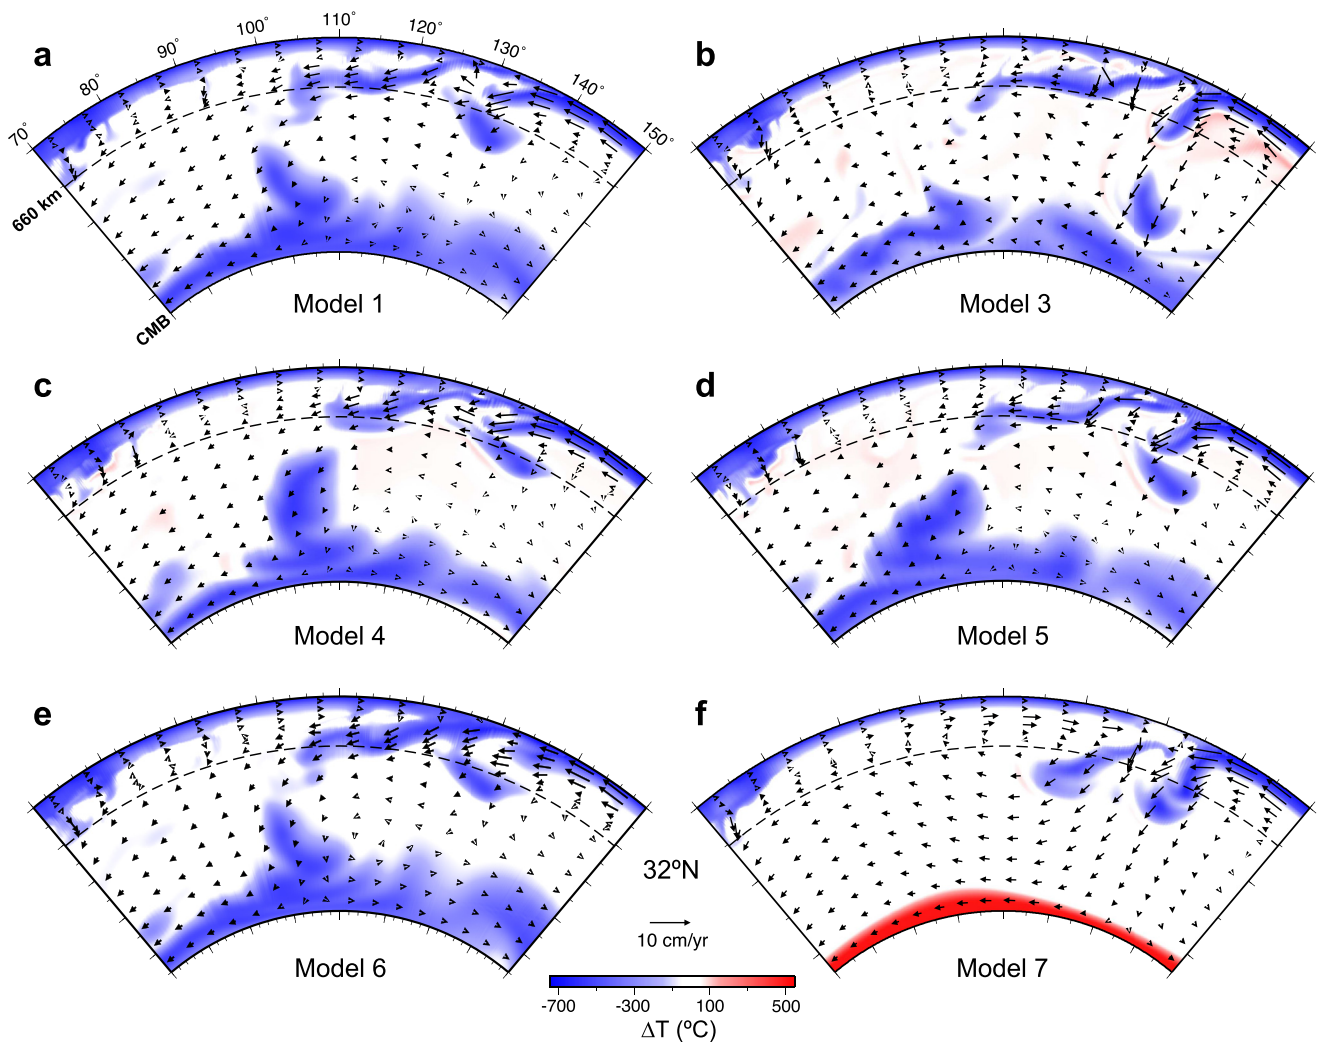 a
b
70°
80°
90°
100°
110°
120°
130°
140°
150°
660 km
CMB
Model 1
Model 3
c
d
Model 4
Model 5
e
f
32ºN
10 cm/yr
Model 6
Model 7
-700 -300 100 500
ΔT (ºC)